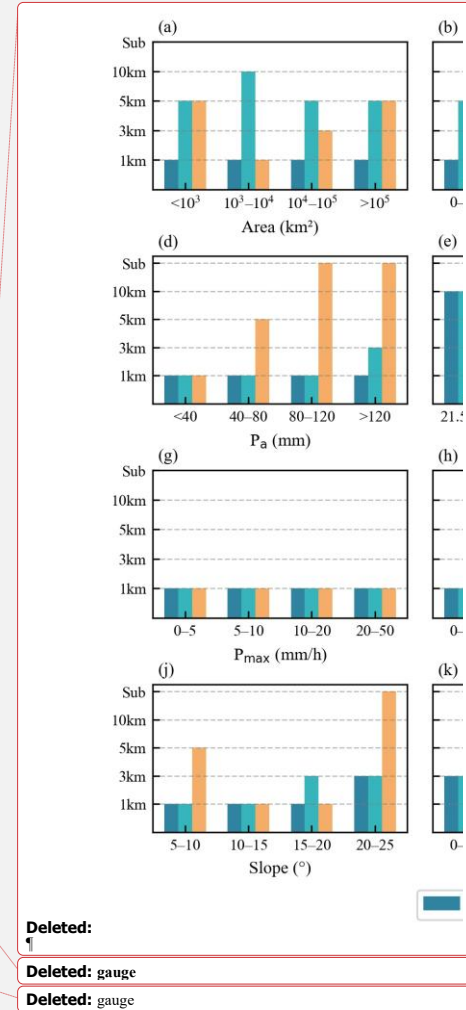 (a) (b)
Sub
10km
5km
3km
1km
<10³ 10³–10⁴ 10⁴–10⁵ >10⁵ 0–
Area (km²)
(d) (e)
Sub
10km
5km
3km
1km
<40 40–80 80–120 >120 21.5
Pa (mm)
(g) (h)
Sub
10km
5km
3km
1km
0–5 5–10 10–20 20–50 0–
Pmax (mm/h)
(j) (k)
Sub
10km
5km
3km
1km
5–10 10–15 15–20 20–25 0–
Slope (°)
Deleted:
¶
Deleted: gauge
Deleted: gauge